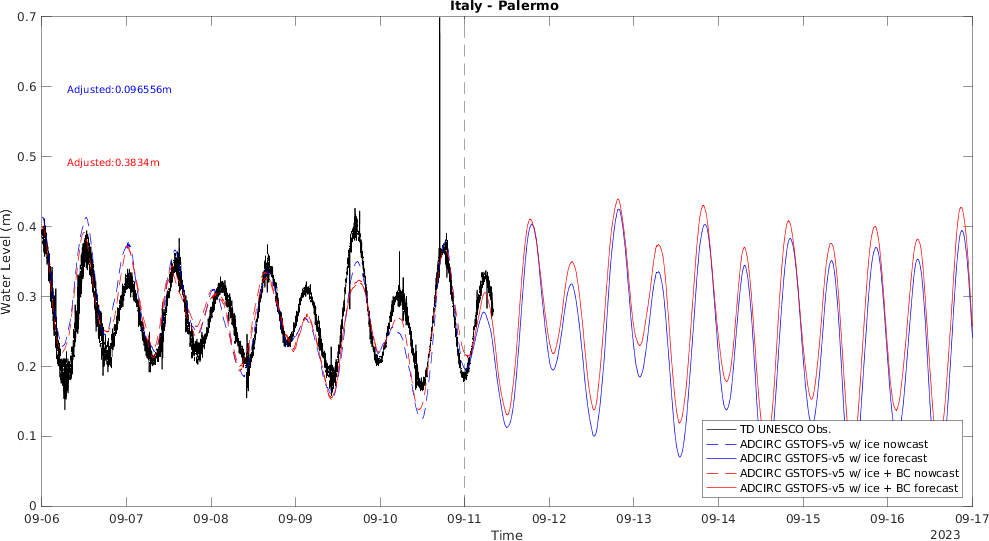 Italy - Palermo
0.7
0.6
0.5
0.4
0.3
0.2
0.1
0
Water Level (m)
Adjusted:0.096556m
Adjusted:0.3834m
TD UNESCO Obs.
ADCIRC GSTOFS-v5 w/ ice nowcast
ADCIRC GSTOFS-v5 w/ ice forecast
ADCIRC GSTOFS-v5 w/ ice + BC nowcast
ADCIRC GSTOFS-v5 w/ ice + BC forecast
09-06 09-07 09-08 09-09 09-10 09-11 09-12 09-13 09-14 09-15 09-16 09-17
Time
2023